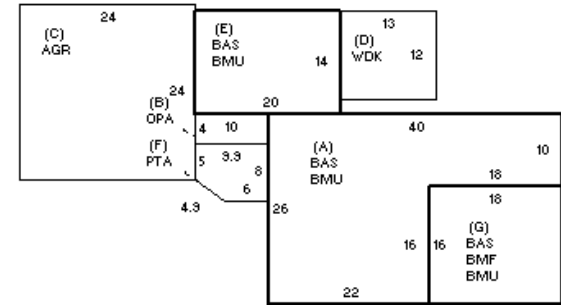 24
(C)
AGR
24
(E)
BAS
BMU
14
20
13
(D)
WDK
12
(B)
OPA
4
10
(F)
PTA
5
9.9
8
6
4.9
40
(A)
BAS
BMU
10
18
26
16
22
18
16
(G)
BAS
BMF
BMU